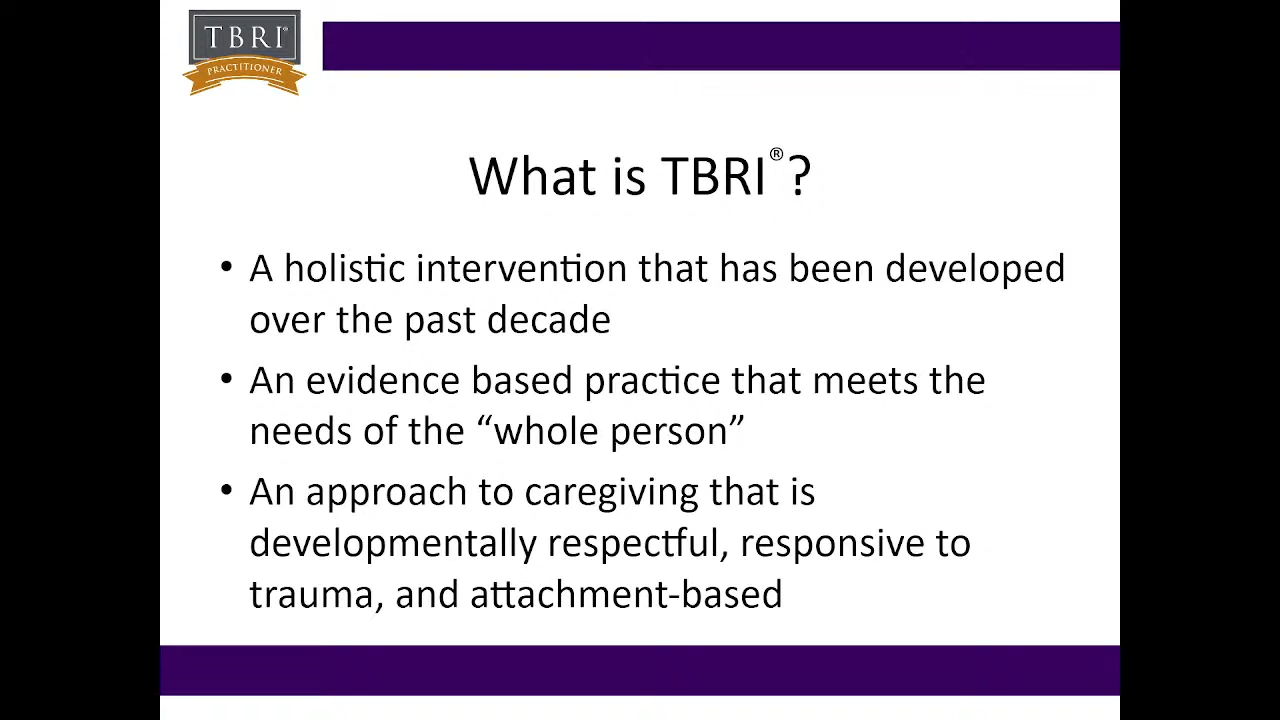 TBRI®
PRACTITIONER
What is TBRI®?
• A holistic intervention that has been developed
over the past decade
• An evidence based practice that meets the
needs of the “whole person”
• An approach to caregiving that is
developmentally respectful, responsive to
trauma, and attachment-based